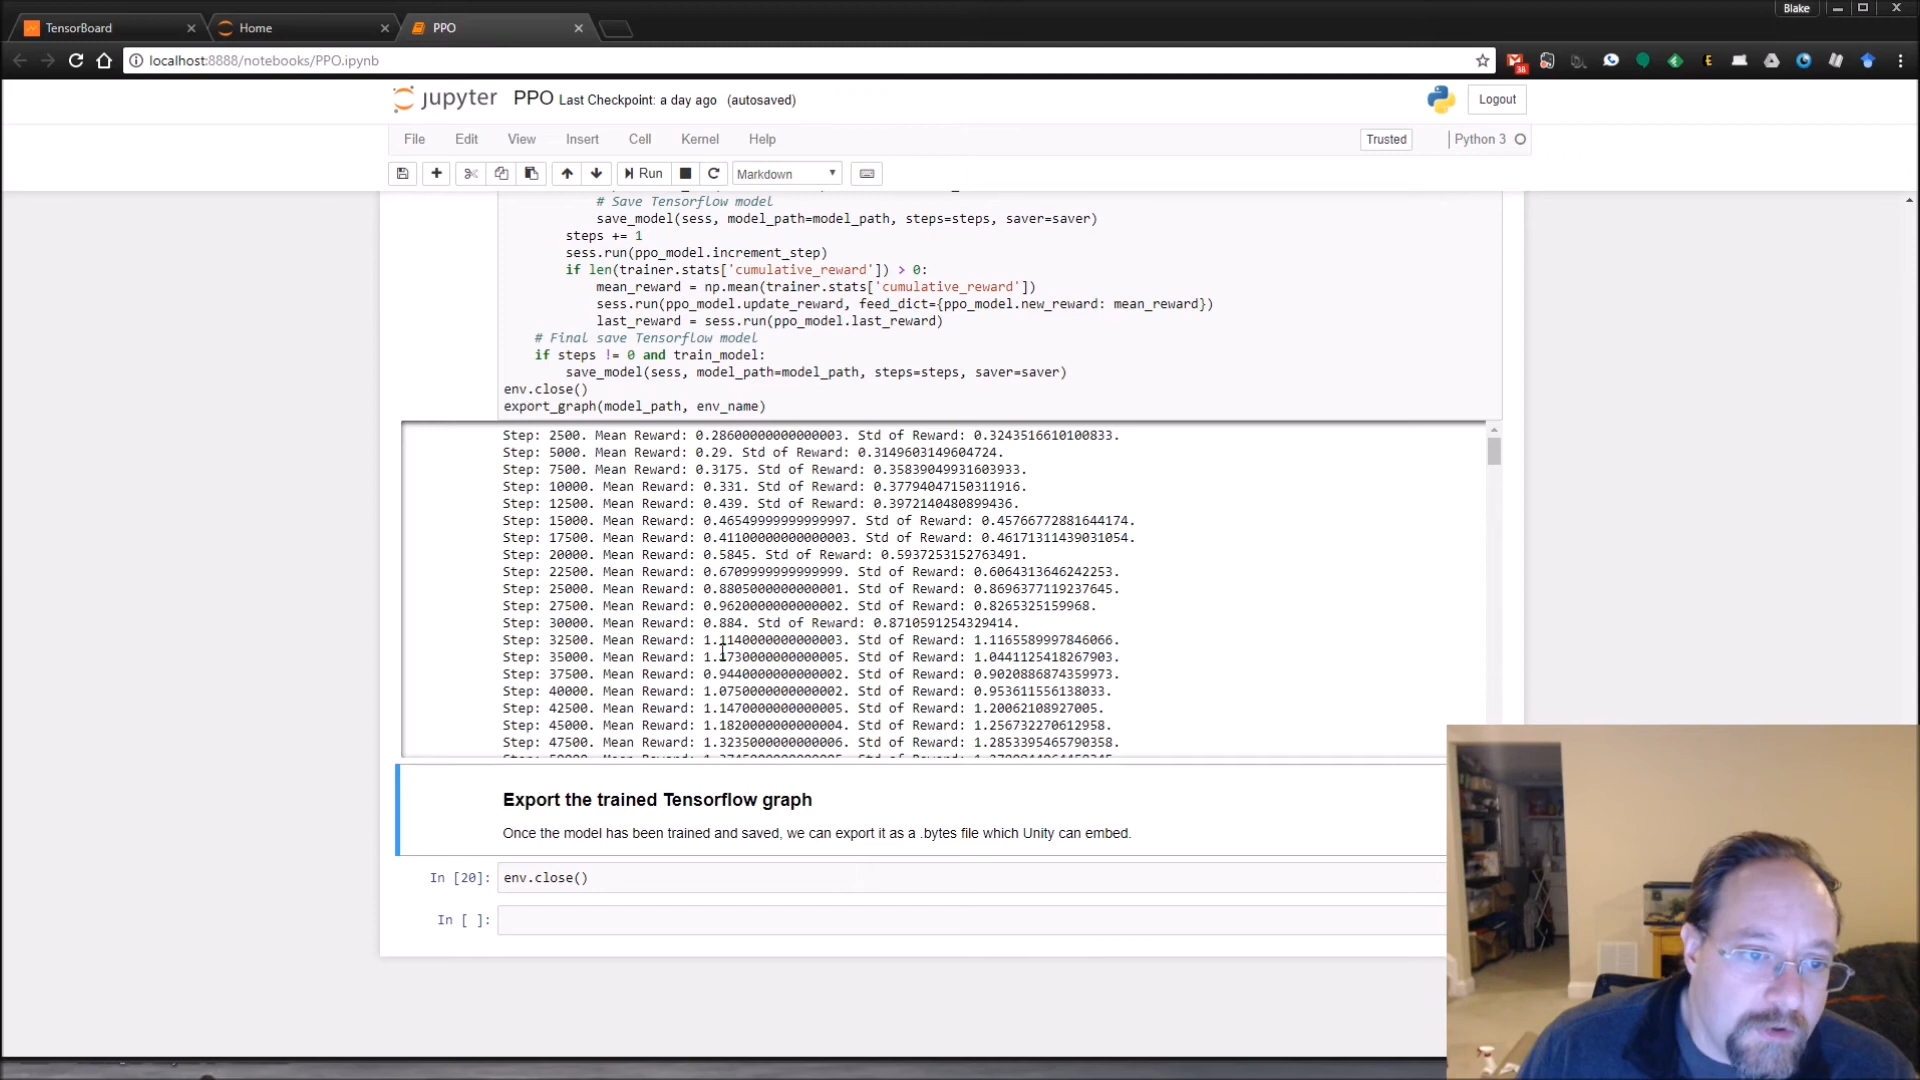 Blake
TensorBoard
Home
PPO
localhost:8888/notebooks/PPO.ipynb
38
jupyter PPO Last Checkpoint: a day ago (autosaved)
Logout
File Edit View Insert Cell Kernel Help
Trusted
Python 3
Run
Markdown
# Save Tensorflow model
save_model(sess, model_path=model_path, steps=steps, saver=saver)
steps += 1
sess.run(ppo_model.increment_step)
if len(trainer.stats['cumulative_reward']) > 0:
mean_reward = np.mean(trainer.stats['cumulative_reward'])
sess.run(ppo_model.update_reward, feed_dict={ppo_model.new_reward: mean_reward})
last_reward = sess.run(ppo_model.last_reward)
# Final save Tensorflow model
if steps != 0 and train_model:
save_model(sess, model_path=model_path, steps=steps, saver=saver)
env.close()
export_graph(model_path, env_name)
Step: 2500. Mean Reward: 0.28600000000000003. Std of Reward: 0.3243516610100833.
Step: 5000. Mean Reward: 0.29. Std of Reward: 0.3149603149604724.
Step: 7500. Mean Reward: 0.3175. Std of Reward: 0.35839049931603933.
Step: 10000. Mean Reward: 0.331. Std of Reward: 0.37794047150311916.
Step: 12500. Mean Reward: 0.439. Std of Reward: 0.3972140480899436.
Step: 15000. Mean Reward: 0.46549999999999997. Std of Reward: 0.45766772881644174.
Step: 17500. Mean Reward: 0.41100000000000003. Std of Reward: 0.46171311439031054.
Step: 20000. Mean Reward: 0.5845. Std of Reward: 0.5937253152763491.
Step: 22500. Mean Reward: 0.6709999999999999. Std of Reward: 0.6064313646242253.
Step: 25000. Mean Reward: 0.8805000000000001. Std of Reward: 0.8696377119237645.
Step: 27500. Mean Reward: 0.9620000000000002. Std of Reward: 0.8265325159968.
Step: 30000. Mean Reward: 0.884. Std of Reward: 0.8710591254329414.
Step: 32500. Mean Reward: 1.1140000000000003. Std of Reward: 1.1165589997846066.
Step: 35000. Mean Reward: 1.1730000000000005. Std of Reward: 1.0441125418267903.
Step: 37500. Mean Reward: 0.9440000000000002. Std of Reward: 0.9020886874359973.
Step: 40000. Mean Reward: 1.0750000000000002. Std of Reward: 0.953611556138033.
Step: 42500. Mean Reward: 1.1470000000000005. Std of Reward: 1.20062108927005.
Step: 45000. Mean Reward: 1.1820000000000004. Std of Reward: 1.256732270612958.
Step: 47500. Mean Reward: 1.3235000000000006. Std of Reward: 1.2853395465790358.
Export the trained Tensorflow graph
Once the model has been trained and saved, we can export it as a .bytes file which Unity can embed.
In [20]: env.close()
In [ ]: